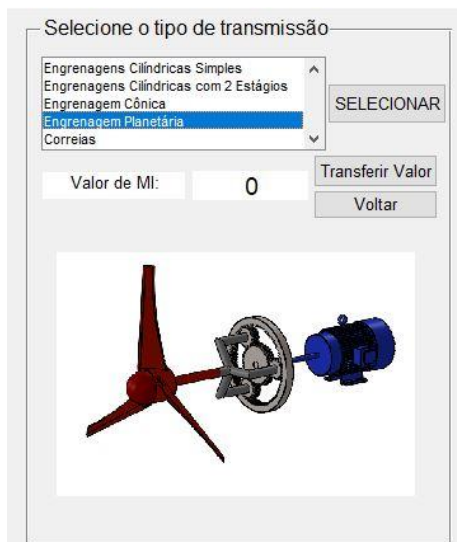 Selecione o tipo de transmissão
Engrenagens Cilíndricas Simples
Engrenagens Cilíndricas com 2 Estágios
Engrenagem Cônica
Engrenagem Planetária
Correias
SELECIONAR
Valor de MI:
0
Transferir Valor
Voltar